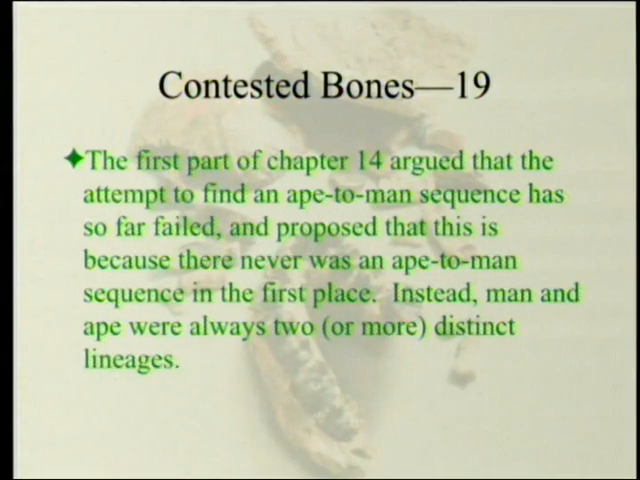 Contested Bones—19
✦The first part of chapter 14 argued that the
attempt to find an ape-to-man sequence has
so far failed, and proposed that this is
because there never was an ape-to-man
sequence in the first place.  Instead, man and
ape were always two (or more) distinct
lineages.